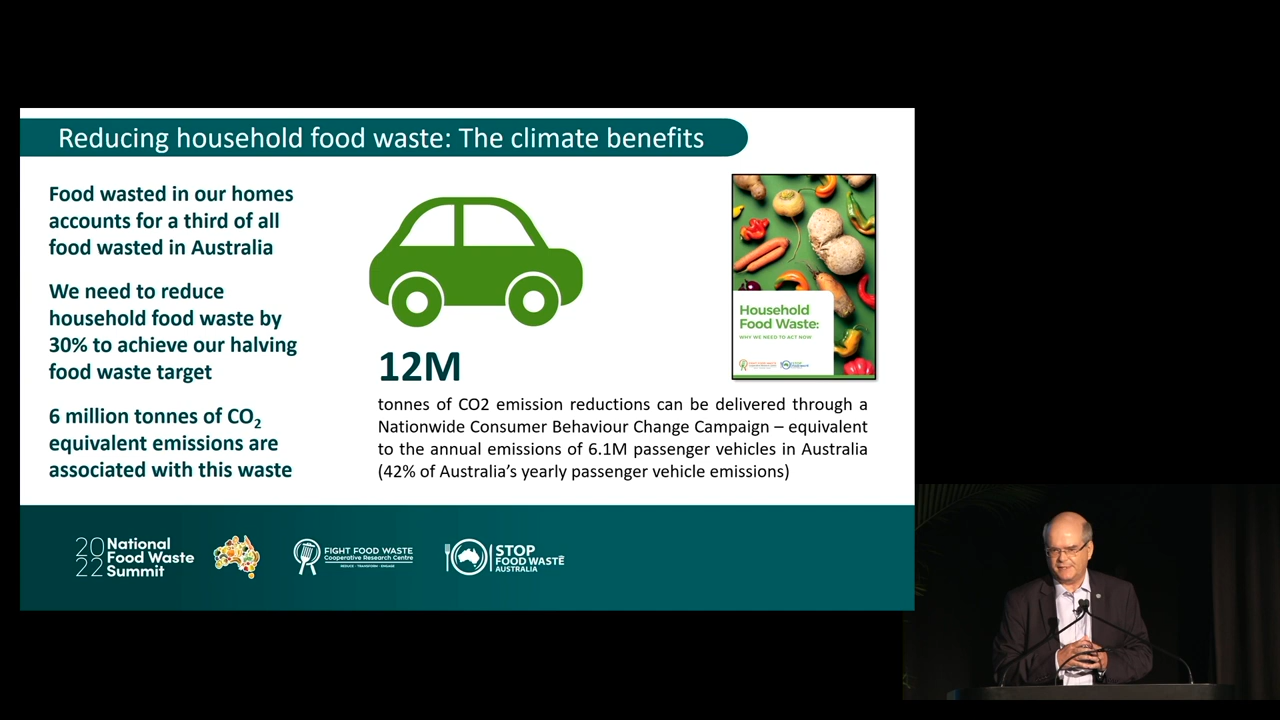 Reducing household food waste: The climate benefits
Food wasted in our homes
accounts for a third of all
food wasted in Australia
We need to reduce
household food waste by
30% to achieve our halving
food waste target
6 million tonnes of CO₂
equivalent emissions are
associated with this waste
12M
tonnes of CO2 emission reductions can be delivered through a
Nationwide Consumer Behaviour Change Campaign – equivalent
to the annual emissions of 6.1M passenger vehicles in Australia
(42% of Australia's yearly passenger vehicle emissions)
Household
Food Waste:
WHY WE NEED TO ACT NOW
2022
National
Food Waste
Summit
FIGHT FOOD WASTE
Cooperative Research Centre
REDUCE - TRANSFORM - ENGAGE
STOP
FOOD WASTE
AUSTRALIA